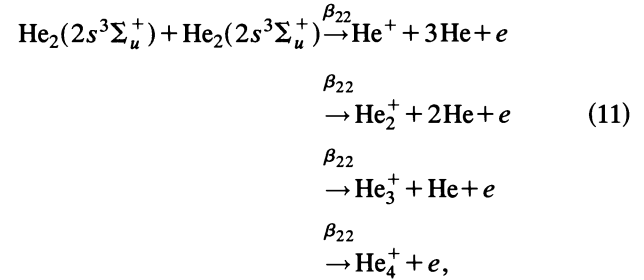 He₂(2s³Σᵤ⁺) + He₂(2s³Σᵤ⁺) →^{β₂₂} He⁺ + 3He + e
→^{β₂₂} He₂⁺ + 2He + e (11)
→^{β₂₂} He₃⁺ + He + e
→^{β₂₂} He₄⁺ + e,